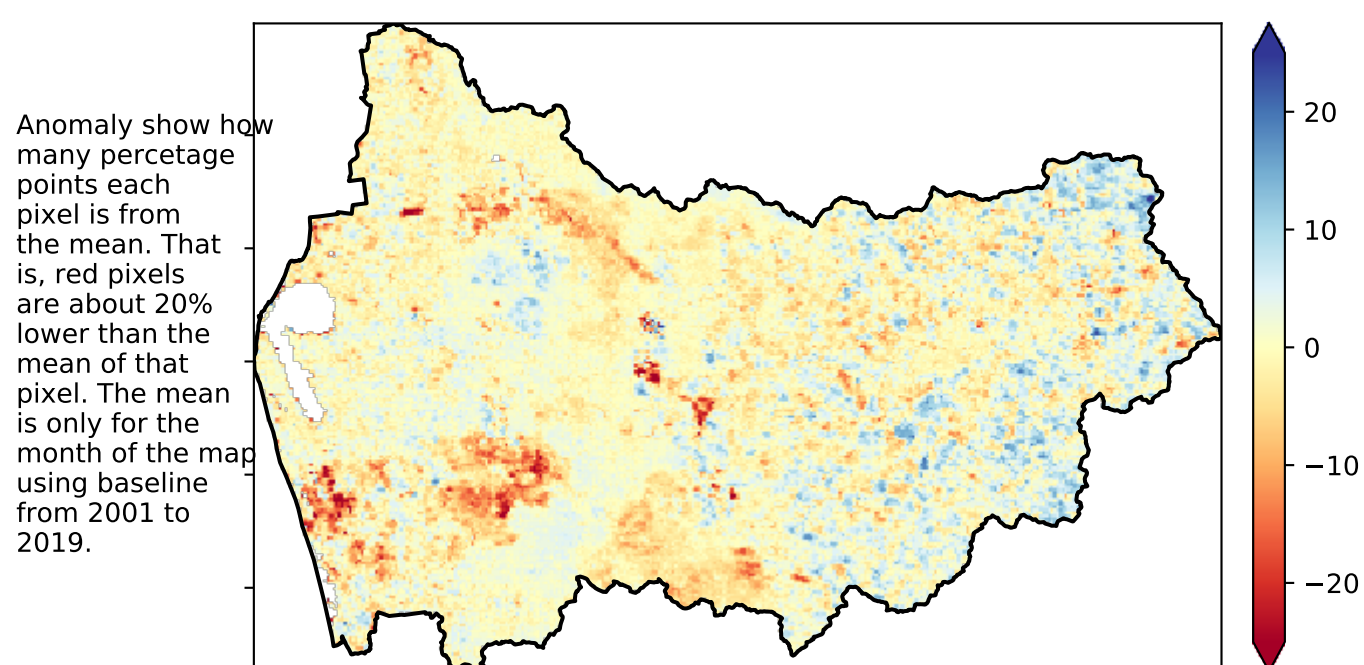 Anomaly show how
many percetage
points each
pixel is from
the mean. That
is, red pixels
are about 20%
lower than the
mean of that
pixel. The mean
is only for the
month of the map
using baseline
from 2001 to
2019.
20
10
0
−10
−20